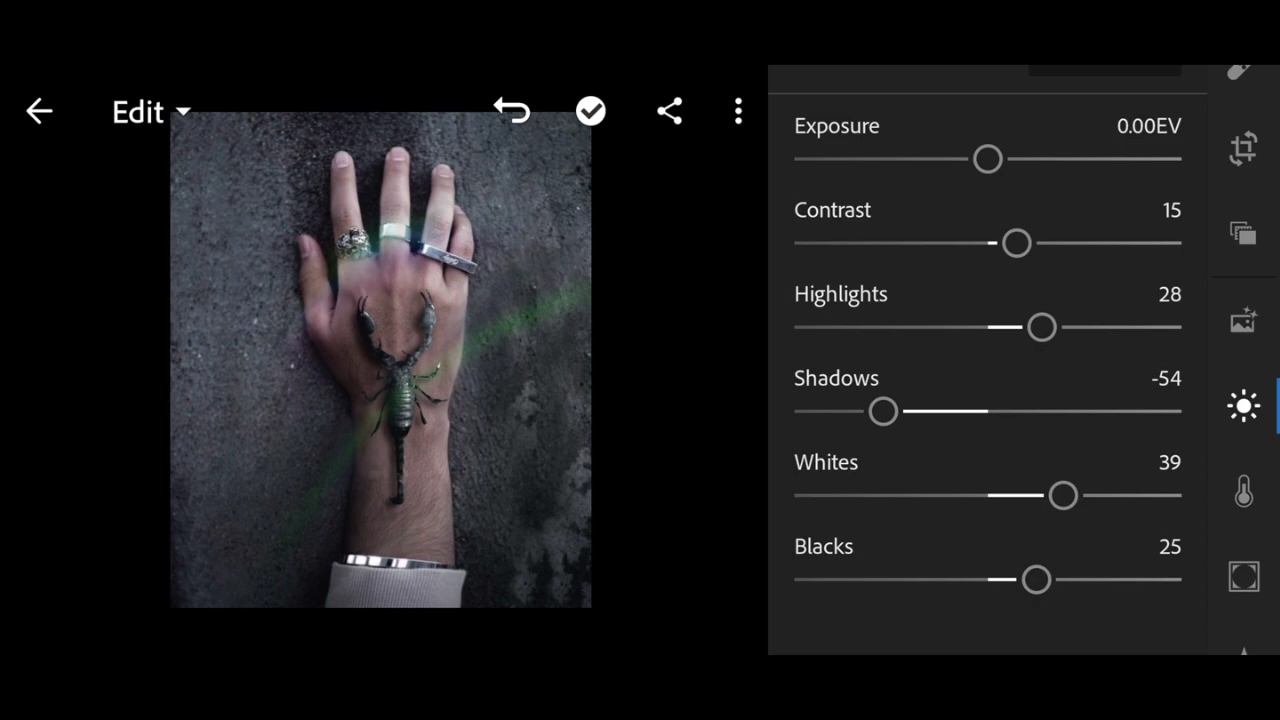 Edit
Exposure 0.00EV
Contrast 15
Highlights 28
Shadows -54
Whites 39
Blacks 25